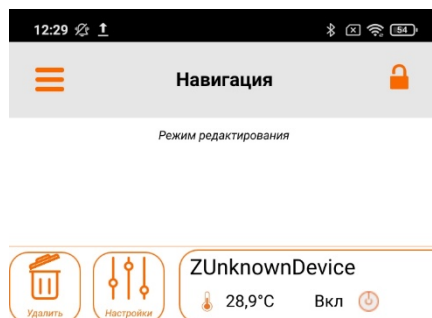 12:29 54
Навигация
Режим редактирования
ZUnknownDevice
28,9°C Вкл
Удалить Настройки